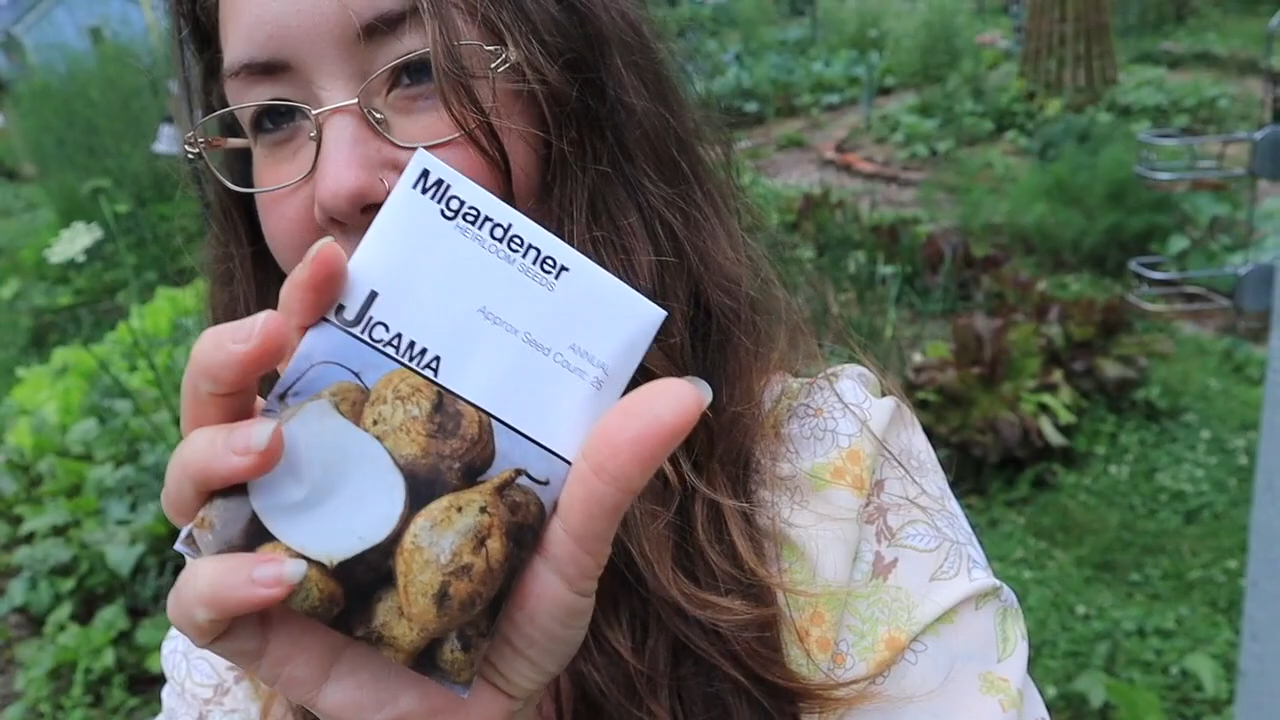 MIgardener
HEIRLOOM SEEDS
ANNUAL
Approx Seed Count: 25
JICAMA